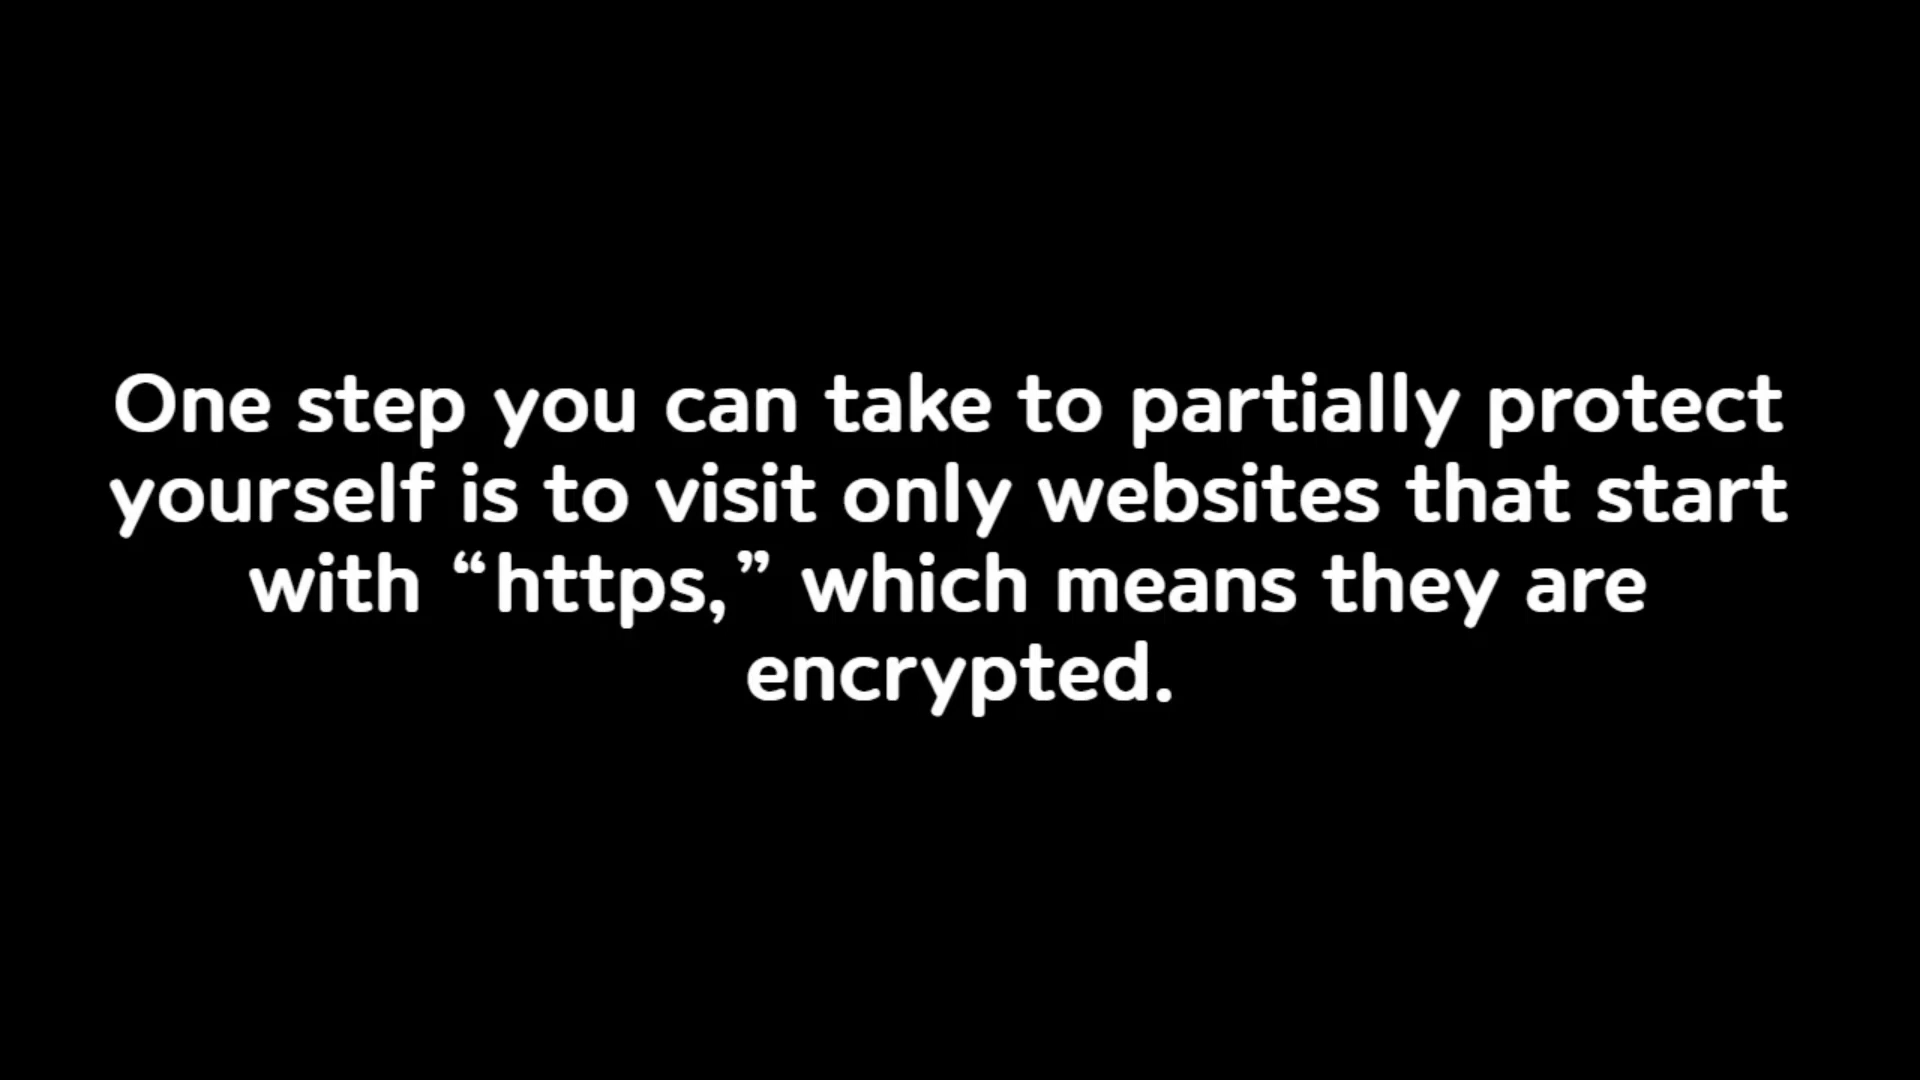 One step you can take to partially protect
yourself is to visit only websites that start
with “https,” which means they are
encrypted.